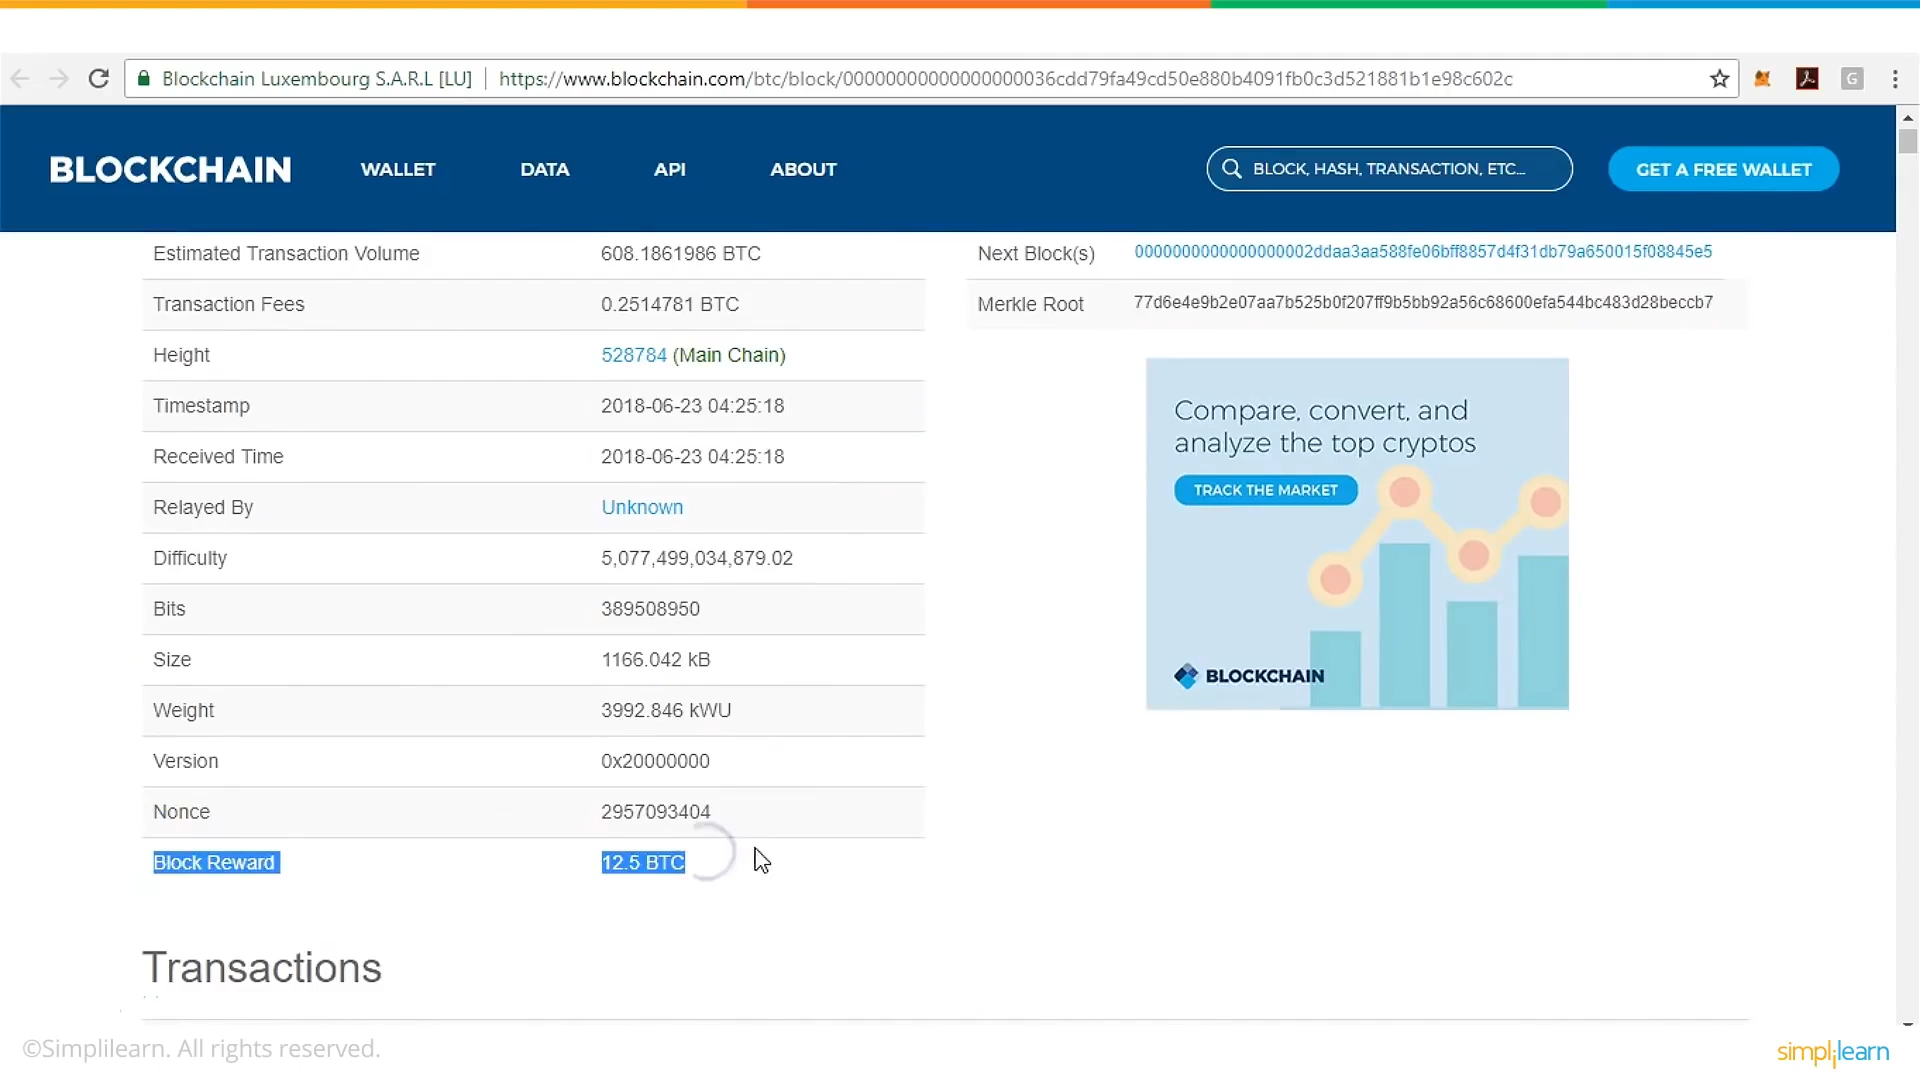 Blockchain Luxembourg S.A.R.L [LU] https://www.blockchain.com/btc/block/00000000000000000036cdd79fa49cd50e880b4091fb0c3d521881b1e98c602c
G
BLOCKCHAIN WALLET DATA API ABOUT BLOCK, HASH, TRANSACTION, ETC... GET A FREE WALLET
Estimated Transaction Volume 608.1861986 BTC
Transaction Fees 0.2514781 BTC
Height 528784 (Main Chain)
Timestamp 2018-06-23 04:25:18
Received Time 2018-06-23 04:25:18
Relayed By Unknown
Difficulty 5,077,499,034,879.02
Bits 389508950
Size 1166.042 kB
Weight 3992.846 kWU
Version 0x20000000
Nonce 2957093404
Block Reward 12.5 BTC
Next Block(s) 0000000000000000002ddaa3aa588fe06bff8857d4f31db79a650015f08845e5
Merkle Root 77d6e4e9b2e07aa7b525b0f207ff9b5bb92a56c68600efa544bc483d28beccb7
Compare, convert, and
analyze the top cryptos
TRACK THE MARKET
BLOCKCHAIN
Transactions
©Simplilearn. All rights reserved.
simplilearn